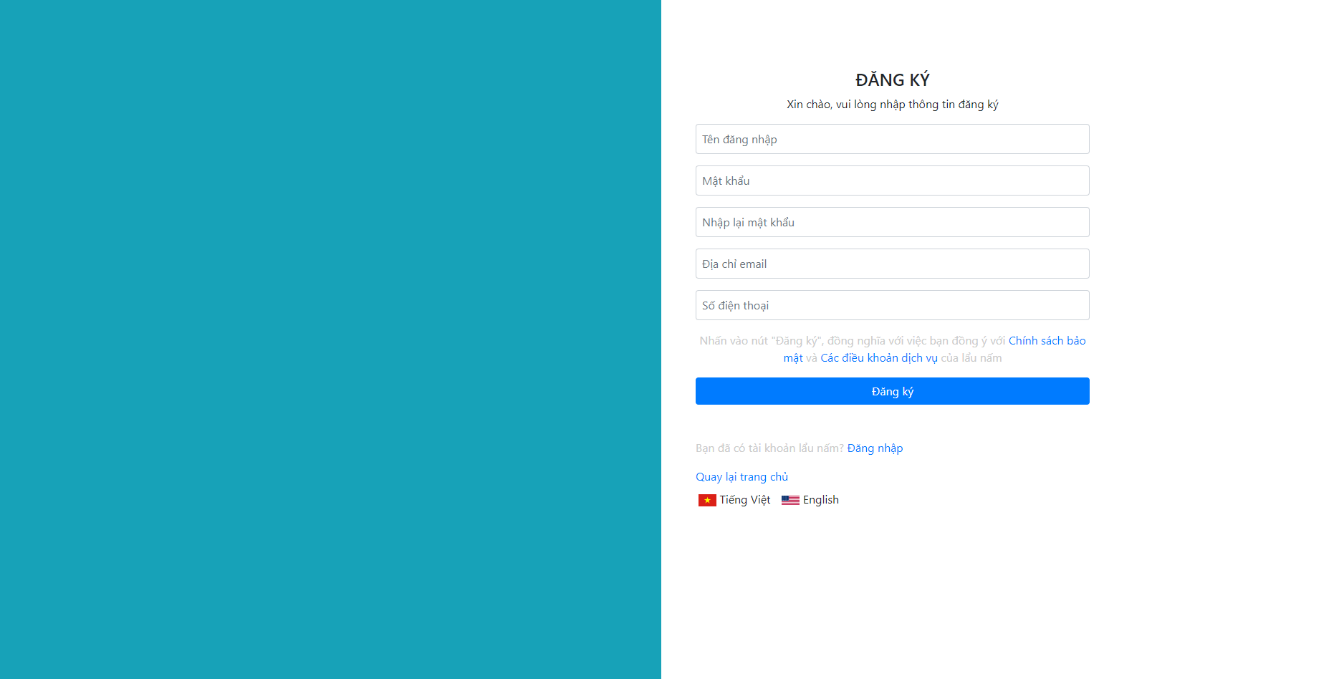 ĐĂNG KÝ
Xin chào, vui lòng nhập thông tin đăng ký
Tên đăng nhập
Mật khẩu
Nhập lại mật khẩu
Địa chỉ email
Số điện thoại
Nhấn vào nút "Đăng ký", đồng nghĩa với việc bạn đồng ý với Chính sách bảo
mật và Các điều khoản dịch vụ của lẩu nấm
Đăng ký
Bạn đã có tài khoản lẩu nấm? Đăng nhập
Quay lại trang chủ
Tiếng Việt English